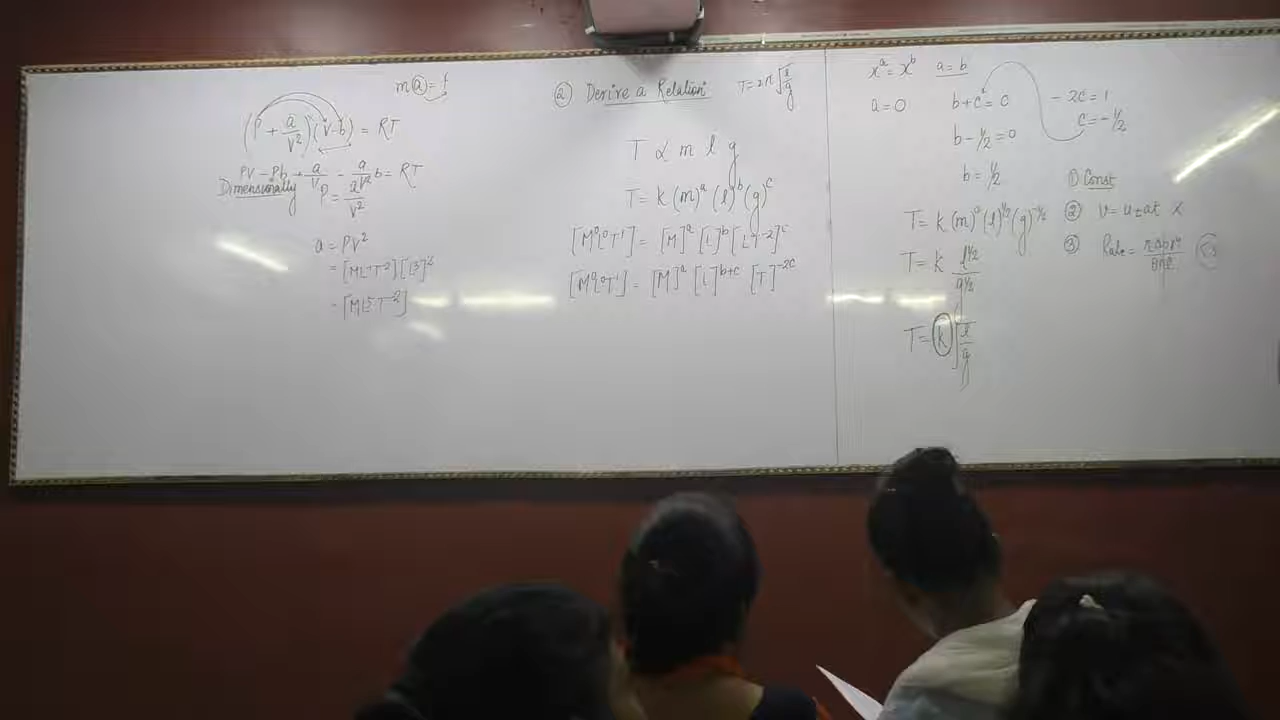 m(a) = f
(P + a/V²)(V-b) = RT
PV - Pb + a/V - a/V² b = RT
Dimensionally P = a/V²
a = PV²
= [ML⁻¹T⁻²][L³]²
= [ML⁵T⁻²]
② Derive a Relation T = 2π√(l/g)
T ∝ m l g
T = k (m)ᵃ (l)ᵇ (g)ᶜ
[M⁰L⁰T¹] = [M]ᵃ [L]ᵇ [LT⁻²]ᶜ
[M⁰L⁰T¹] = [M]ᵃ [L]ᵇ⁺ᶜ [T]⁻²ᶜ
xᵃ = xᵇ a = b
a = 0 b + c = 0 - 2c = 1
c = -1/2
b - 1/2 = 0
b = 1/2
T = k (m)⁰ (l)^1/2 (g)^-1/2
T = k l^1/2 / g^1/2
T = k √(l/g)
① Const
② V = u ± at ×
③ Rate =